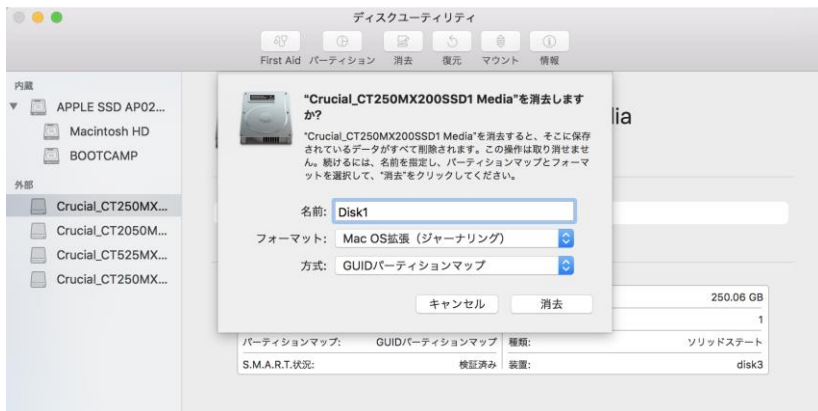 ディスクユーティリティ
First Aid パーティション 消去 復元 マウント 情報
内蔵
APPLE SSD AP02...
Macintosh HD
BOOTCAMP
外部
Crucial_CT250MX...
Crucial_CT2050M...
Crucial_CT525MX...
Crucial_CT250MX...
"Crucial_CT250MX200SSD1 Media"を消去します
か?
"Crucial_CT250MX200SSD1 Media"を消去すると、そこに保存
されているデータがすべて削除されます。この操作は取り消せませ
ん。続けるには、名前を指定し、パーティションマップとフォーマ
ットを選択して、"消去"をクリックしてください。
名前: Disk1
フォーマット: Mac OS拡張（ジャーナリング）
方式: GUIDパーティションマップ
キャンセル 消去
dia
250.06 GB
1
パーティションマップ: GUIDパーティションマップ 種類: ソリッドステート
S.M.A.R.T.状況: 検証済み 装置: disk3